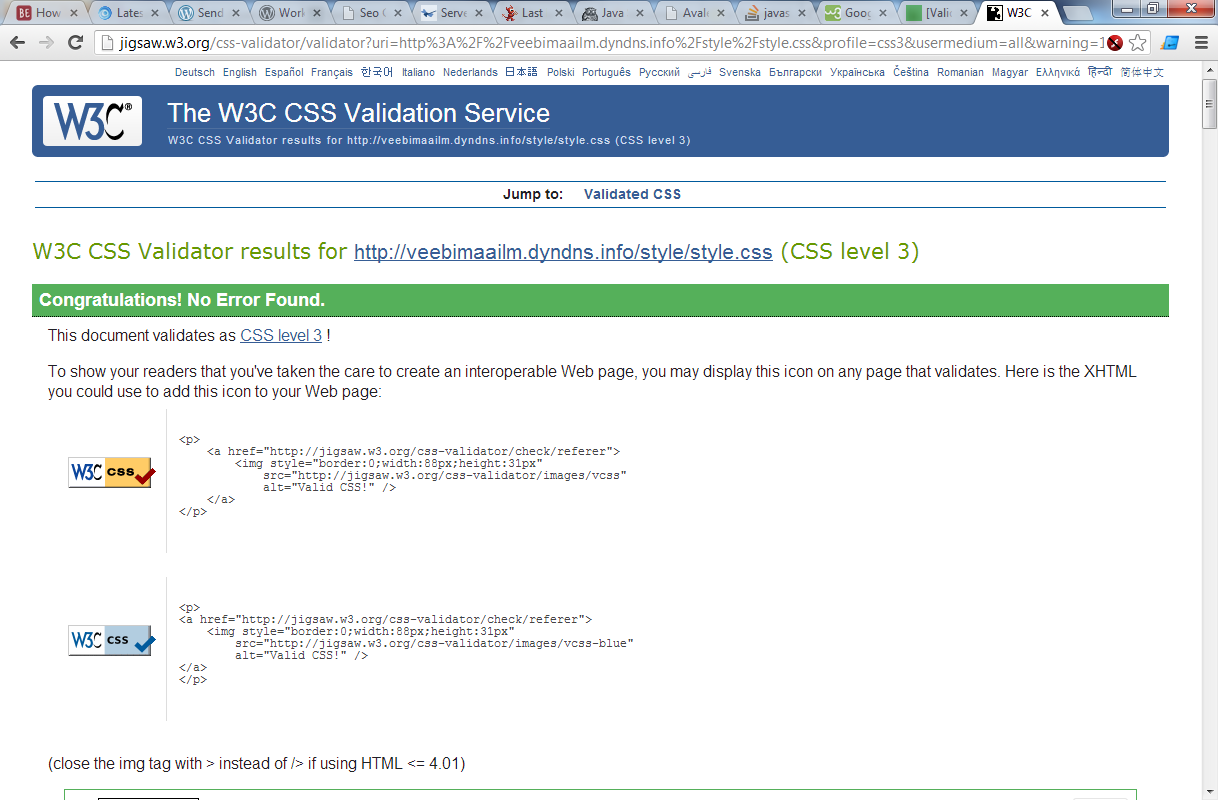 How Lates Send Work Seo C Serve Last Java Avale javas Goog [Valid W3C
jigsaw.w3.org/css-validator/validator?uri=http%3A%2F%2Fveebimaailm.dyndns.info%2Fstyle%2Fstyle.css&profile=css3&usermedium=all&warning=1
Deutsch English Español Français 한국어 Italiano Nederlands 日本語 Polski Português Русский فارسی Svenska Български Українська Čeština Romanian Magyar Ελληνικά हिन्दी 简体中文
W3C®
The W3C CSS Validation Service
W3C CSS Validator results for http://veebimaailm.dyndns.info/style/style.css (CSS level 3)
Jump to: Validated CSS
W3C CSS Validator results for http://veebimaailm.dyndns.info/style/style.css (CSS level 3)
Congratulations! No Error Found.
This document validates as CSS level 3 !
To show your readers that you've taken the care to create an interoperable Web page, you may display this icon on any page that validates. Here is the XHTML
you could use to add this icon to your Web page:
W3C css
<p>
<a href="http://jigsaw.w3.org/css-validator/check/referer">
<img style="border:0;width:88px;height:31px"
src="http://jigsaw.w3.org/css-validator/images/vcss"
alt="Valid CSS!" />
</a>
</p>
W3C css
<p>
<a href="http://jigsaw.w3.org/css-validator/check/referer">
<img style="border:0;width:88px;height:31px"
src="http://jigsaw.w3.org/css-validator/images/vcss-blue"
alt="Valid CSS!" />
</a>
</p>
(close the img tag with > instead of /> if using HTML <= 4.01)